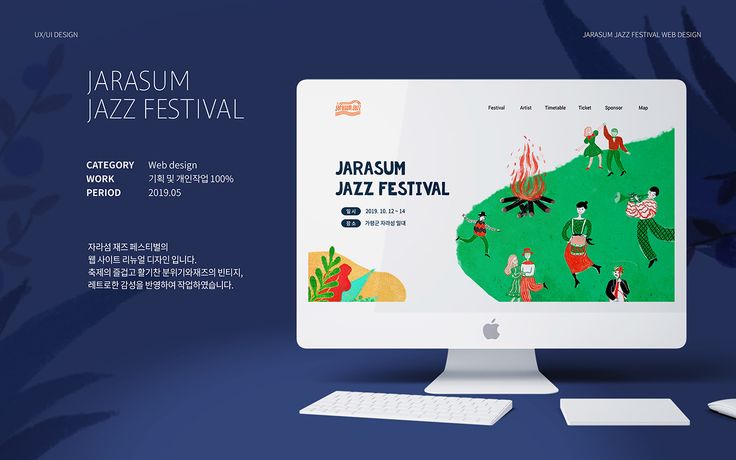 UX/UI DESIGN
JARASUM JAZZ FESTIVAL WEB DESIGN
JARASUM
JAZZ FESTIVAL
CATEGORY Web design
WORK 기획 및 개인작업 100%
PERIOD 2019.05
자라섬 재즈 페스티벌의
웹 사이트 리뉴얼 디자인 입니다.
축제의 즐겁고 활기찬 분위기와재즈의 빈티지,
레트로한 감성을 반영하여 작업하였습니다.
jarasum jazz
Festival Artist Timetable Ticket Sponsor Map
JARASUM
JAZZ FESTIVAL
일시 2019. 10. 12 ~ 14
장소 가평군 자라섬 일대